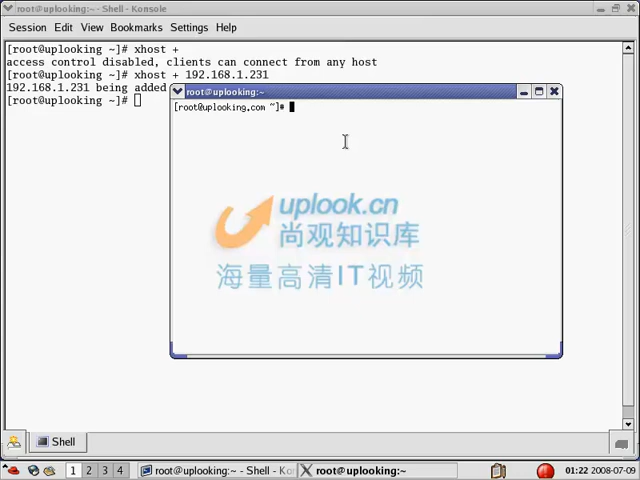 root@uplooking:~ - Shell - Konsole
Session Edit View Bookmarks Settings Help
[root@uplooking ~]# xhost +
access control disabled, clients can connect from any host
[root@uplooking ~]# xhost + 192.168.1.231
192.168.1.231 being added
[root@uplooking ~]#
root@uplooking:~
[root@uplooking.com ~]#
uplook.cn
尚观知识库
海量高清IT视频
Shell
1 2 3 4
root@uplooking:~ - Shell - Kon
root@uplooking:~
01:22 2008-07-09